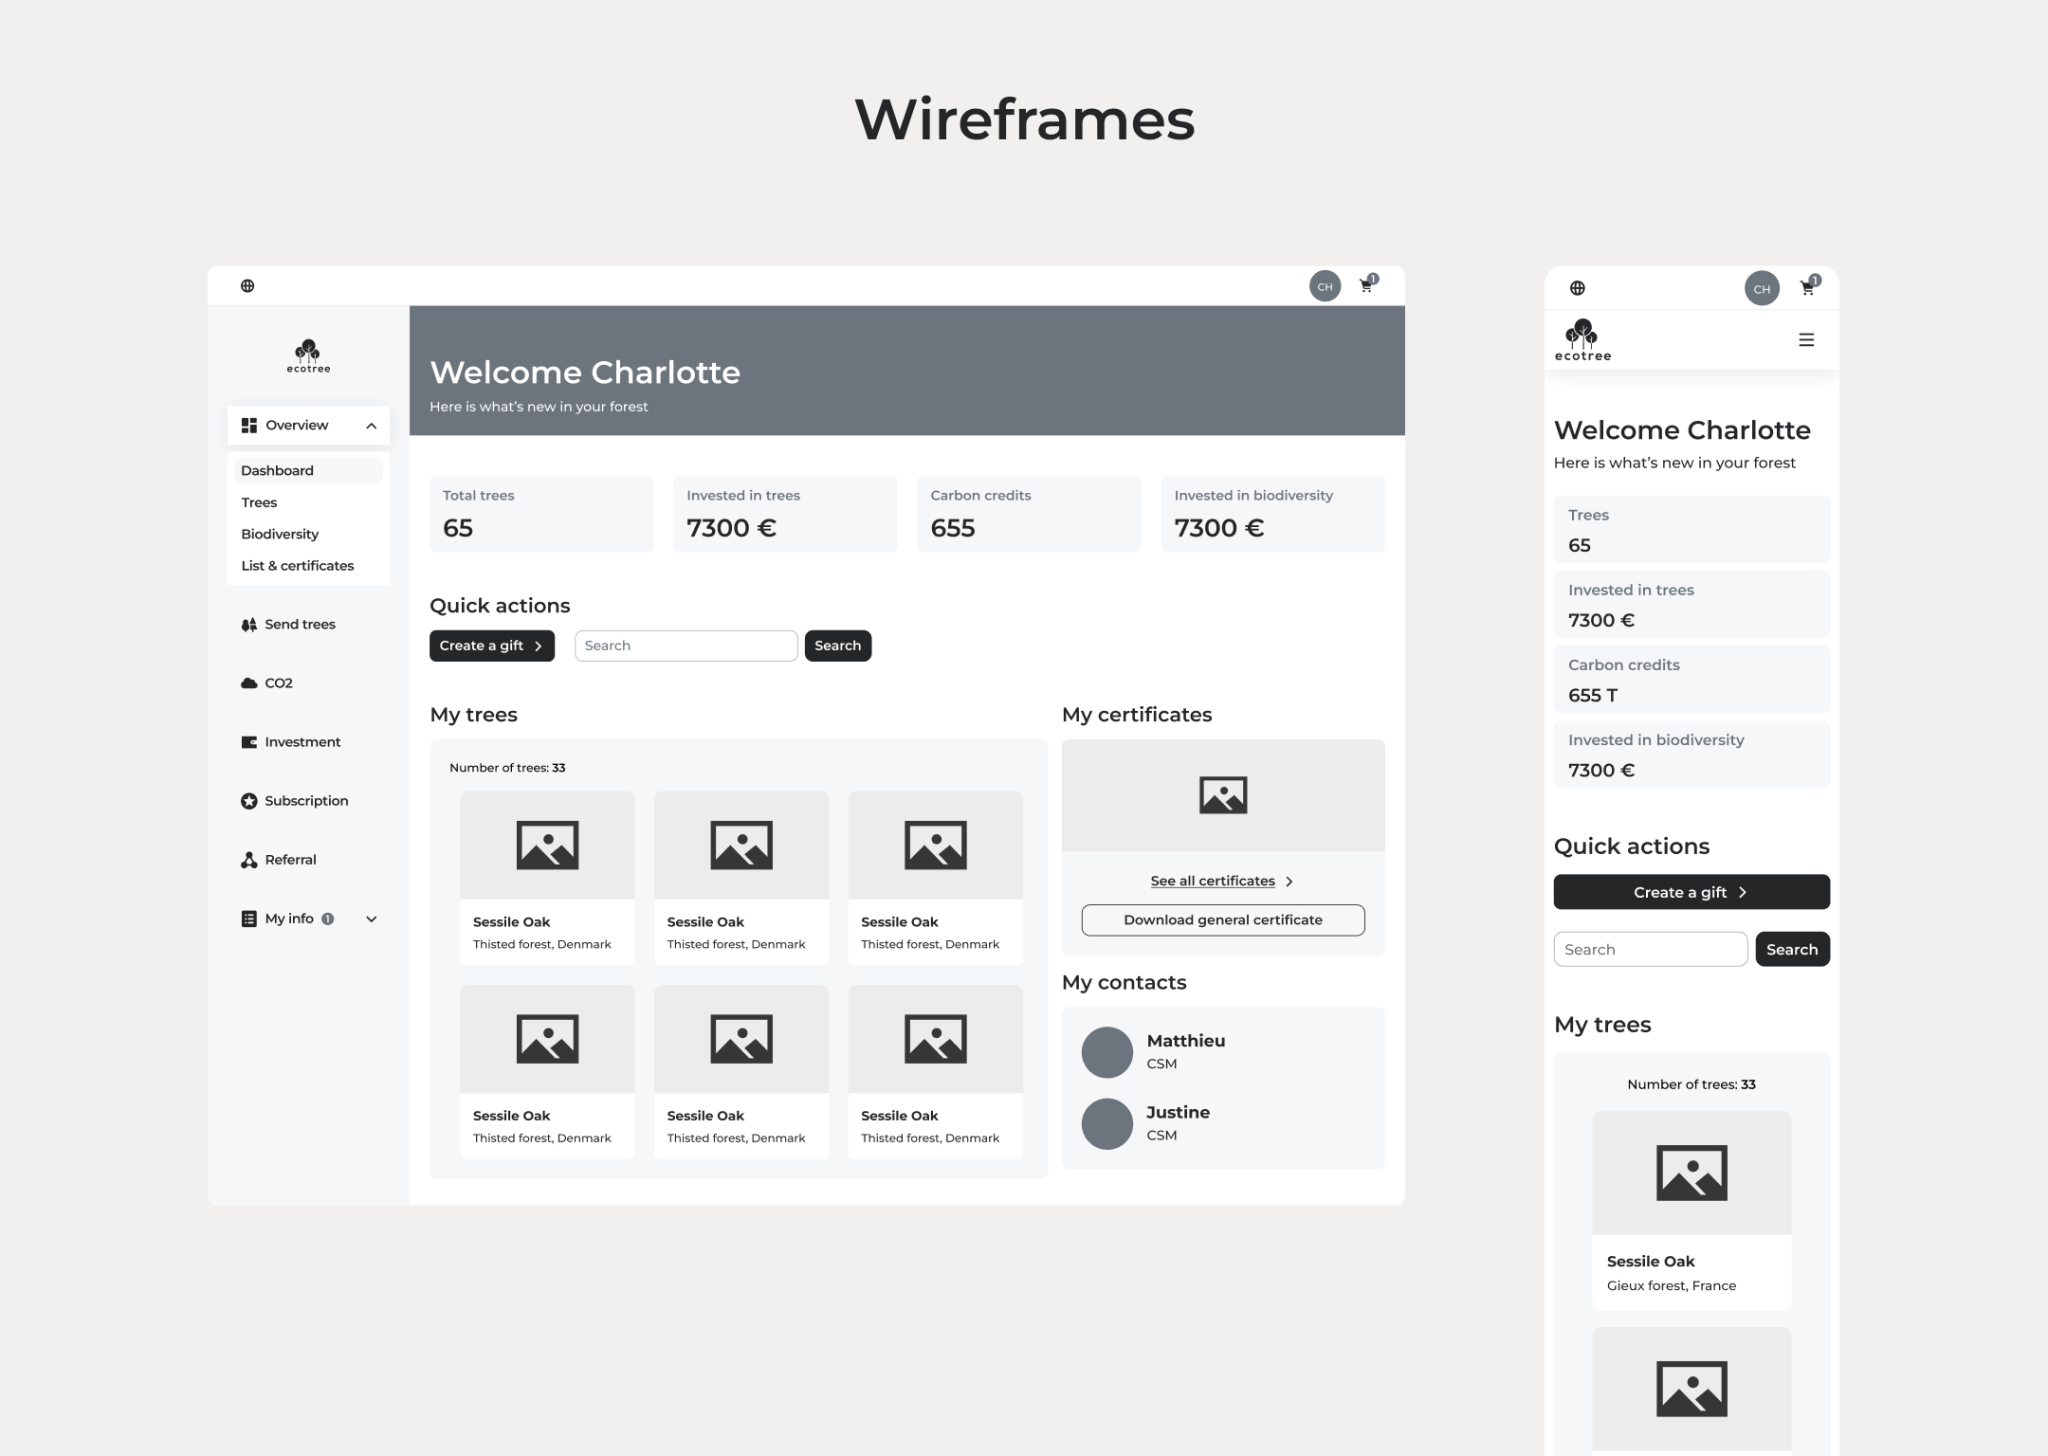 Wireframes
CH
1
ecotree
Overview
Dashboard
Trees
Biodiversity
List & certificates
Send trees
CO2
Investment
Subscription
Referral
My info 1
Welcome Charlotte
Here is what's new in your forest
Total trees
65
Invested in trees
7300 €
Carbon credits
655
Invested in biodiversity
7300 €
Quick actions
Create a gift
Search
Search
My trees
Number of trees: 33
Sessile Oak
Thisted forest, Denmark
Sessile Oak
Thisted forest, Denmark
Sessile Oak
Thisted forest, Denmark
Sessile Oak
Thisted forest, Denmark
Sessile Oak
Thisted forest, Denmark
Sessile Oak
Thisted forest, Denmark
My certificates
See all certificates
Download general certificate
My contacts
Matthieu
CSM
Justine
CSM
CH
1
ecotree
Welcome Charlotte
Here is what's new in your forest
Trees
65
Invested in trees
7300 €
Carbon credits
655 T
Invested in biodiversity
7300 €
Quick actions
Create a gift
Search
Search
My trees
Number of trees: 33
Sessile Oak
Gieux forest, France